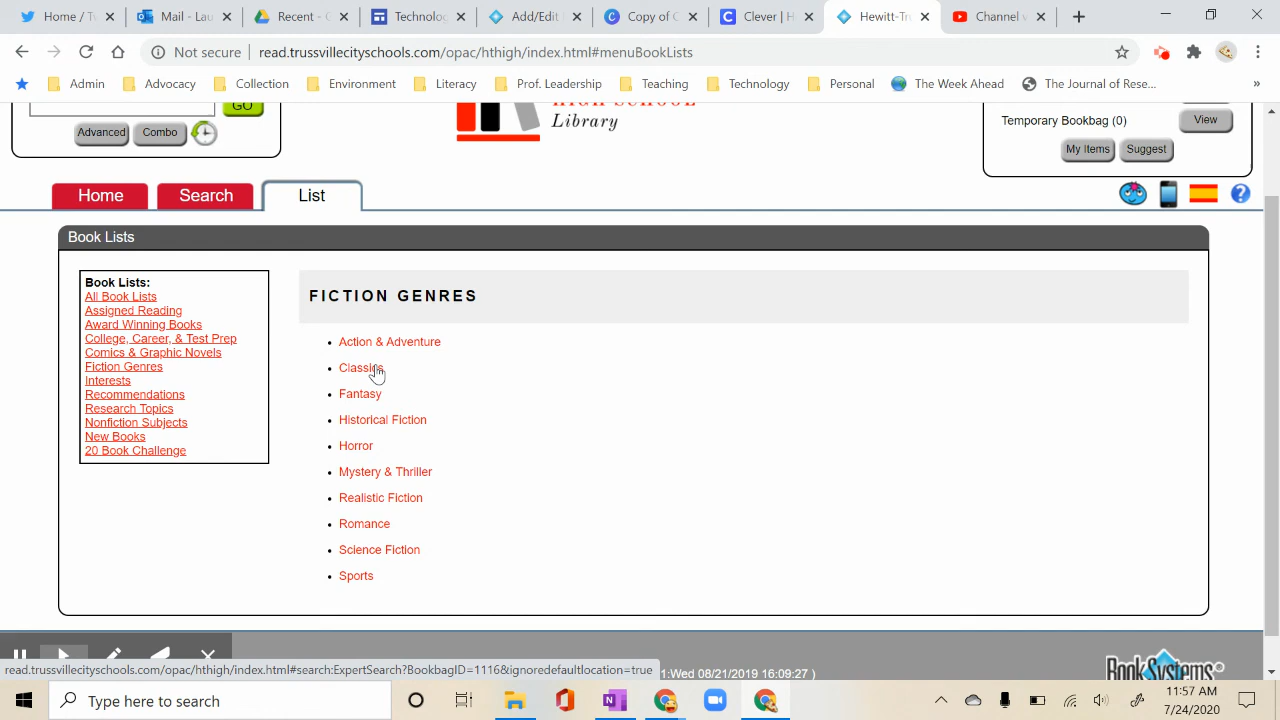 Twitter /
Mail - Lau
Recent - G
Technolo
Add/Edit
Copy of C
Clever | H
Hewitt-Tr
Channel v
Not secure read.trussvillecityschools.com/opac/hthigh/index.html#menuBookLists
Admin Advocacy Collection Environment Literacy Prof. Leadership Teaching Technology Personal The Week Ahead The Journal of Rese... »
GO
Advanced Combo
Library
Temporary Bookbag (0) View
My Items Suggest
Home Search List
Book Lists
Book Lists:
All Book Lists
Assigned Reading
Award Winning Books
College, Career, & Test Prep
Comics & Graphic Novels
Fiction Genres
Interests
Recommendations
Research Topics
Nonfiction Subjects
New Books
20 Book Challenge
FICTION GENRES
• Action & Adventure
• Classics
• Fantasy
• Historical Fiction
• Horror
• Mystery & Thriller
• Realistic Fiction
• Romance
• Science Fiction
• Sports
read.trussvillecityschools.com/opac/hthigh/index.html#search:ExpertSearch?BookbagID=1116&ignoredefaultlocation=true
1:Wed 08/21/2019 16:09:27 )
BookSystems
Type here to search
11:57 AM
7/24/2020